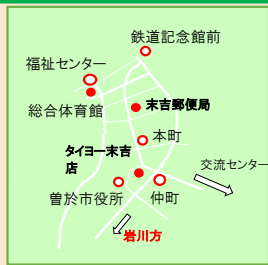 鉄道記念館前
福祉センター
総合体育館
末吉郵便局
本町
タイヨー末吉
店
交流センター
曽於市役所
仲町
岩川方